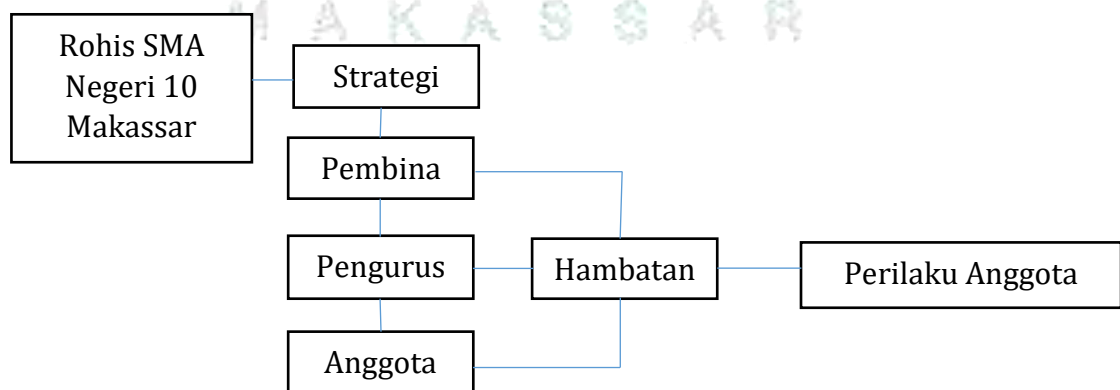 M A K A S S A R
Rohis SMA
Negeri 10
Makassar
Strategi
Pembina
Pengurus
Hambatan
Perilaku Anggota
Anggota